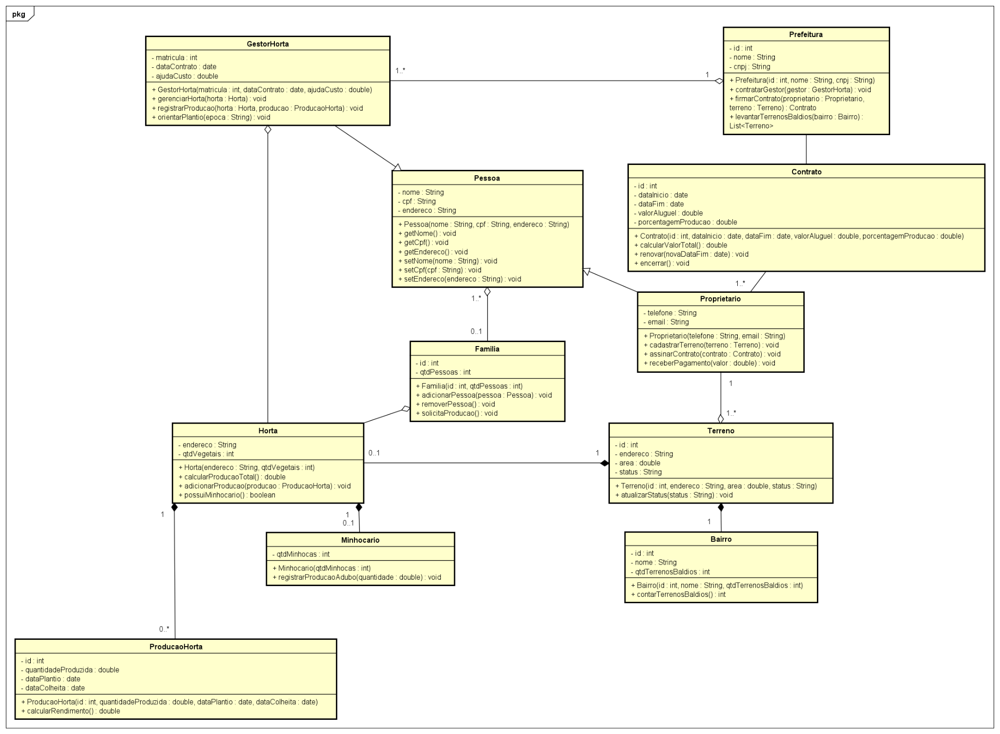 pkg
GestorHorta
- matricula : int
- dataContrato : date
- ajudaCusto : double
+ GestorHorta(matricula : int, dataContrato : date, ajudaCusto : double)
+ gerenciarHorta(horta : Horta) : void
+ registrarProducao(horta : Horta, producao : ProducaoHorta) : void
+ orientarPlantio(epoca : String) : void
1..*
1
Prefeitura
- id : int
- nome : String
- cnpj : String
+ Prefeitura(id : int, nome : String, cnpj : String)
+ contratarGestor(gestor : GestorHorta) : void
+ firmarContrato(proprietario : Proprietario,
terreno : Terreno) : Contrato
+ levantarTerrenosBaldios(bairro : Bairro) :
List<Terreno>
Pessoa
- nome : String
- cpf : String
- endereco : String
+ Pessoa(nome : String, cpf : String, endereco : String)
+ getNome() : void
+ getCpf() : void
+ getEndereco() : void
+ setNome(nome : String) : void
+ setCpf(cpf : String) : void
+ setEndereco(endereco : String) : void
1..*
0..1
Contrato
- id : int
- dataInicio : date
- dataFim : date
- valorAluguel : double
- porcentagemProducao : double
+ Contrato(id : int, dataInicio : date, dataFim : date, valorAluguel : double, porcentagemProducao : double)
+ calcularValorTotal() : double
+ renovar(novaDataFim : date) : void
+ encerrar() : void
1..*
Proprietario
- telefone : String
- email : String
+ Proprietario(telefone : String, email : String)
+ cadastrarTerreno(terreno : Terreno) : void
+ assinarContrato(contrato : Contrato) : void
+ receberPagamento(valor : double) : void
1
1..*
Familia
- id : int
- qtdPessoas : int
+ Familia(id : int, qtdPessoas : int)
+ adicionarPessoa(pessoa : Pessoa) : void
+ removerPessoa() : void
+ solicitaProducao() : void
Horta
- endereco : String
- qtdVegetais : int
+ Horta(endereco : String, qtdVegetais : int)
+ calcularProducaoTotal() : double
+ adicionarProducao(producao : ProducaoHorta) : void
+ possuiMinhocario() : boolean
0..1
1
Terreno
- id : int
- endereco : String
- area : double
- status : String
+ Terreno(id : int, endereco : String, area : double, status : String)
+ atualizarStatus(status : String) : void
1
1
0..1
1
Minhocario
- qtdMinhocas : int
+ Minhocario(qtdMinhocas : int)
+ registrarProducaoAdubo(quantidade : double) : void
Bairro
- id : int
- nome : String
- qtdTerrenosBaldios : int
+ Bairro(id : int, nome : String, qtdTerrenosBaldios : int)
+ contarTerrenosBaldios() : int
0..*
ProducaoHorta
- id : int
- quantidadeProduzida : double
- dataPlantio : date
- dataColheita : date
+ ProducaoHorta(id : int, quantidadeProduzida : double, dataPlantio : date, dataColheita : date)
+ calcularRendimento() : double